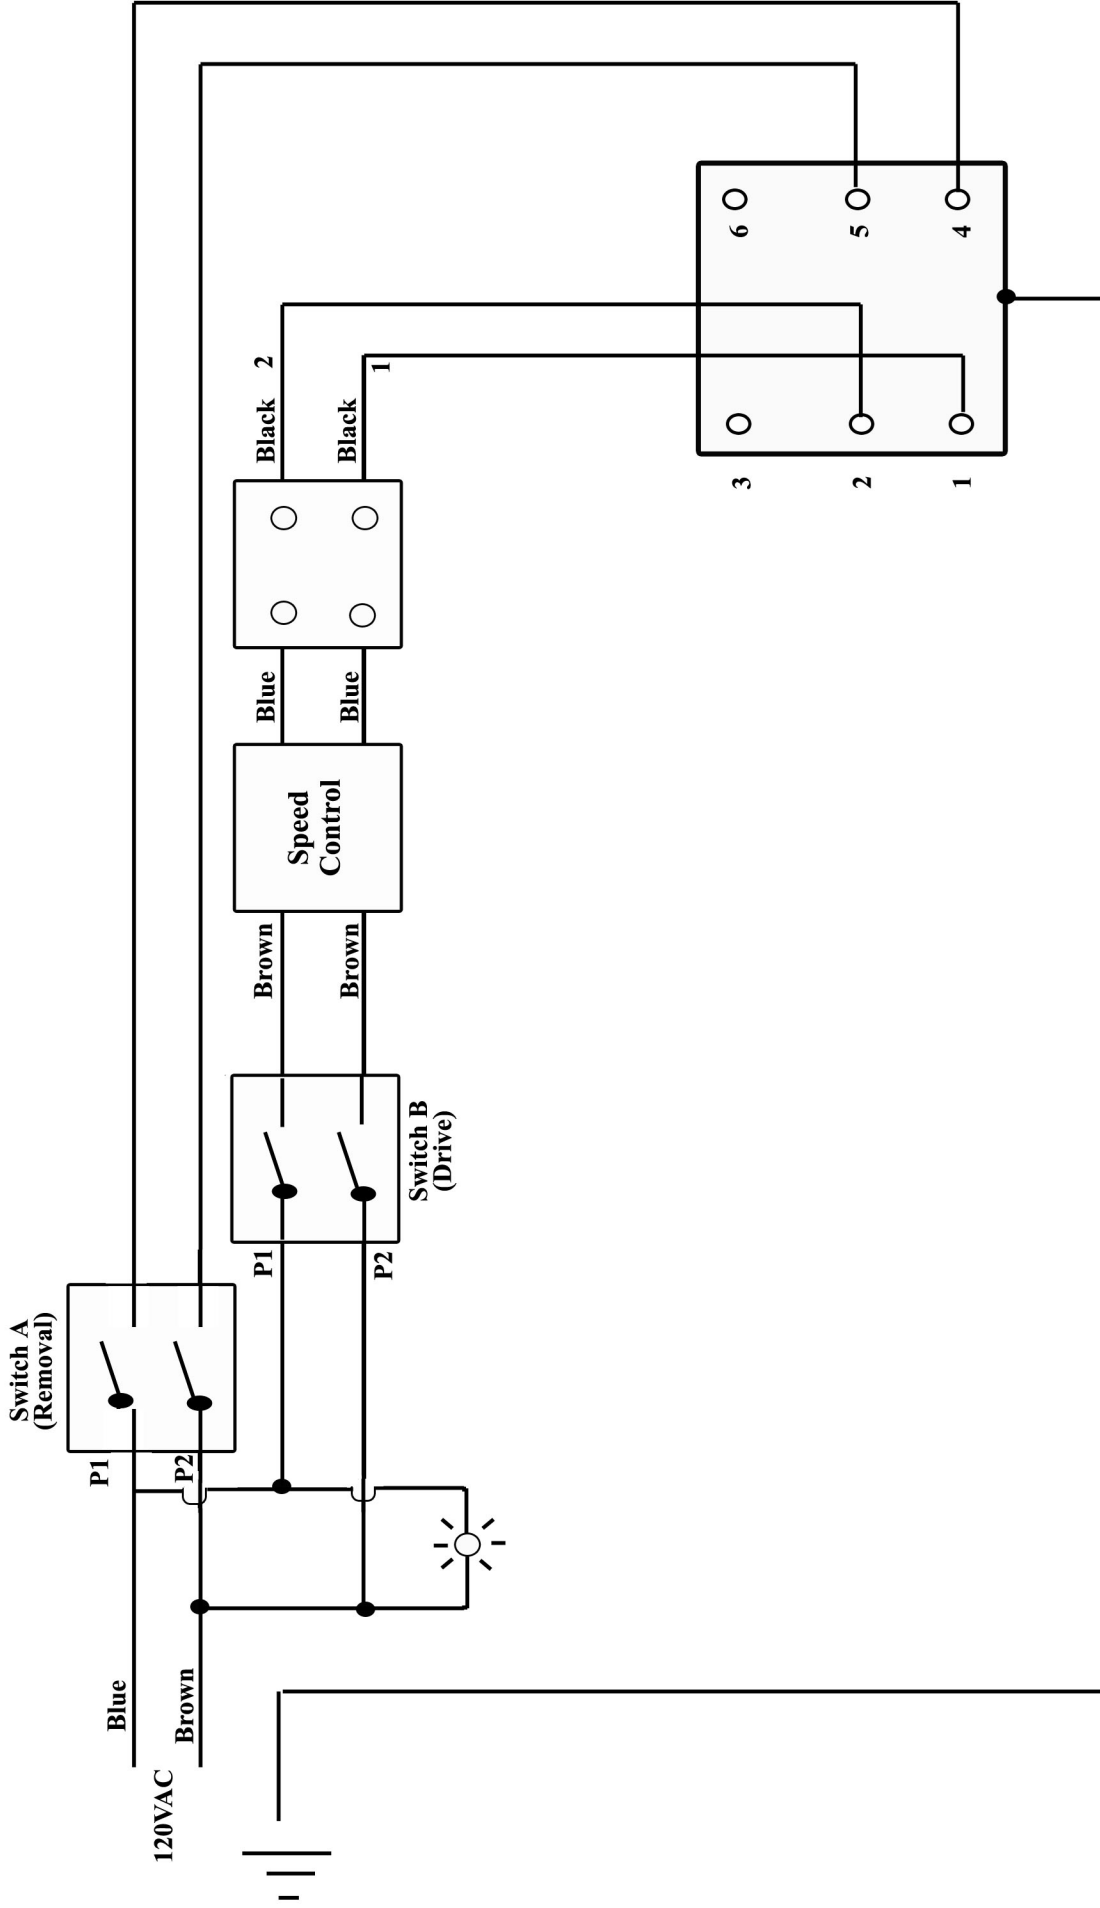 Switch A
(Removal)
P1
P2
Blue
Brown
120VAC
Black 2
Black 1
Blue
Blue
Speed
Control
Brown
Brown
Switch B
(Drive)
P1
P2
6
5
4
3
2
1